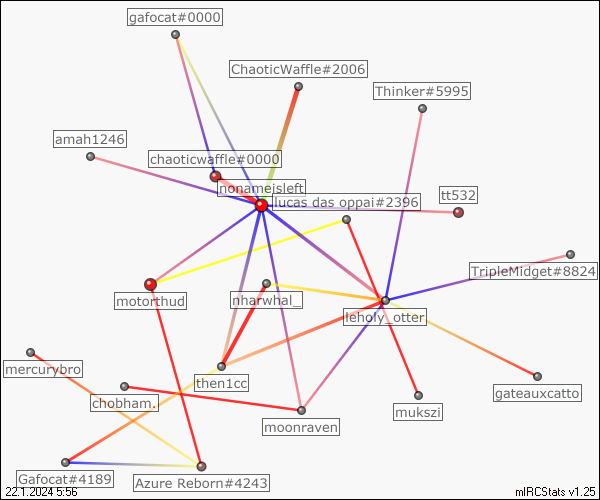 gafocat#0000
ChaoticWaffle#2006
Thinker#5995
amah1246
chaoticwaffle#0000
nonameisleft
tt532
lucas das oppai#2396
TripleMidget#8824
motorthud
nharwhal_
leholy_otter
mercurybro
then1cc
gateauxcatto
chobham.
mukszi
moonraven
Gafocat#4189
Azure Reborn#4243
22.1.2024 5:56
mIRCStats v1.25